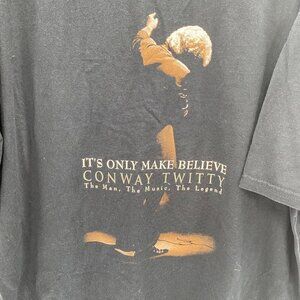 IT'S ONLY MAKE BELIEVE
CONWAY TWITTY
The Man, The Music, The Legend